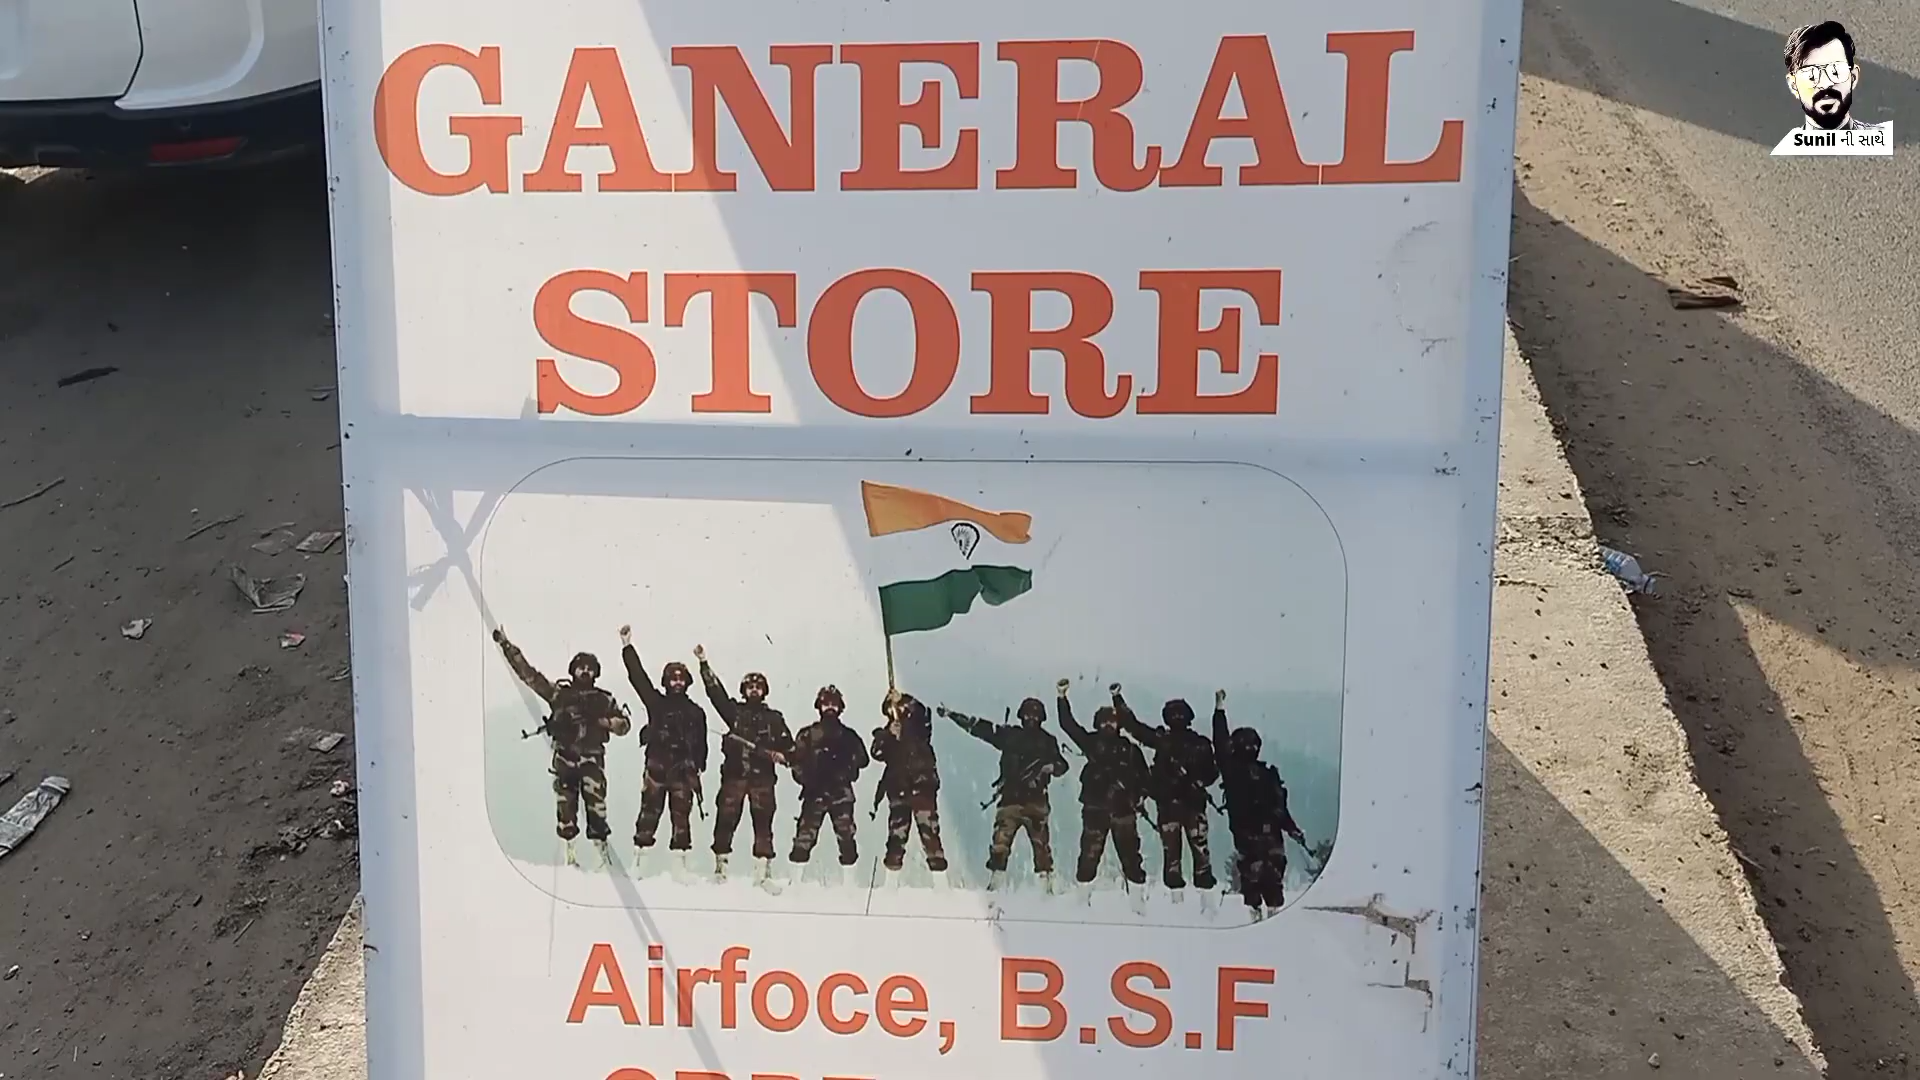 GANERAL
STORE
Airfoce, B.S.F
Sunil ની સાથે